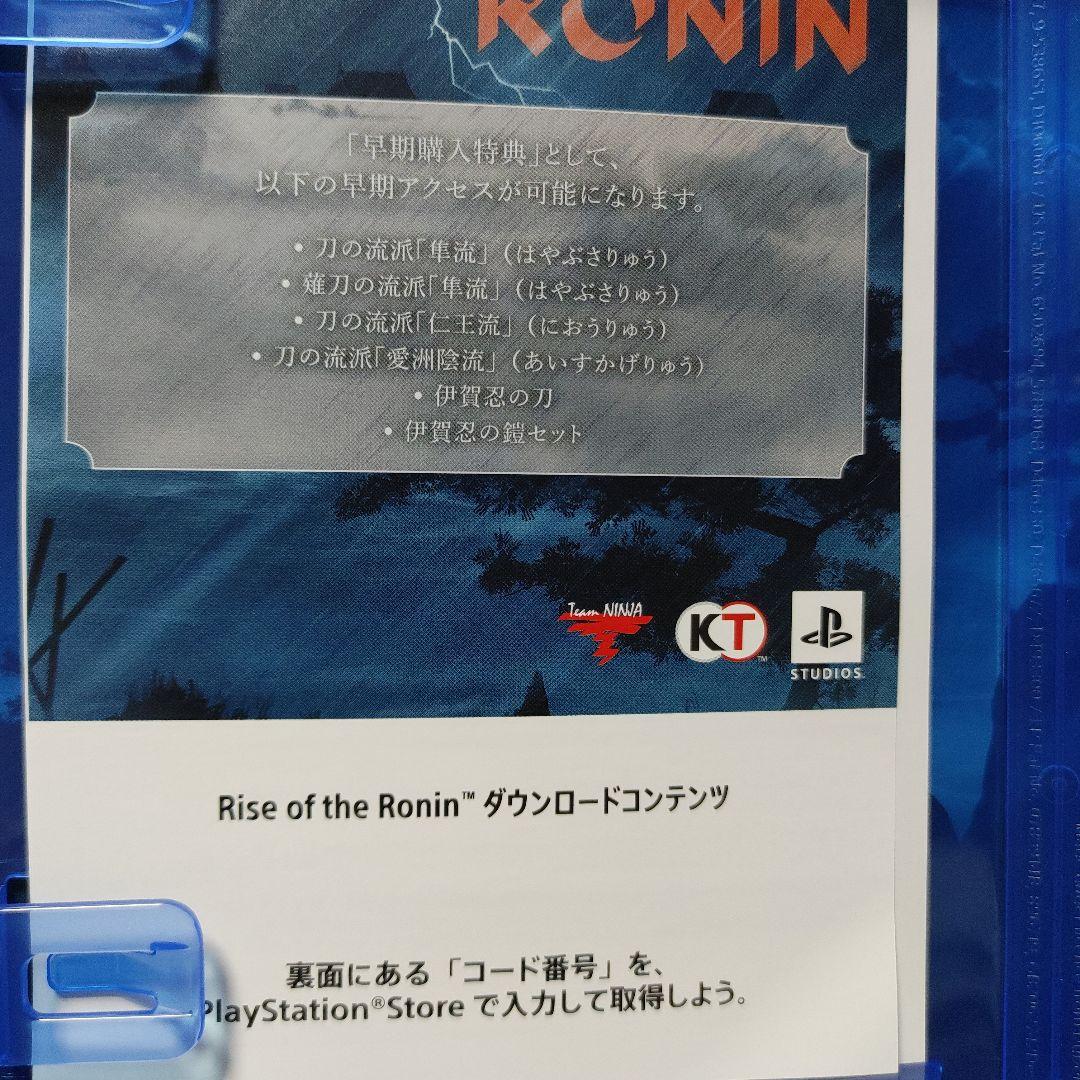 RONIN
「早期購入特典」として、
以下の早期アクセスが可能になります。
• 刀の流派「隼流」（はやぶさりゅう）
• 薙刀の流派「隼流」（はやぶさりゅう）
• 刀の流派「仁王流」（におうりゅう）
• 刀の流派「愛洲陰流」（あいすかげりゅう）
• 伊賀忍の刀
• 伊賀忍の鎧セット
Team NINJA
KT™
STUDIOS
Rise of the Ronin™ ダウンロードコンテンツ
裏面にある「コード番号」を、
PlayStation®Store で入力して取得しよう。